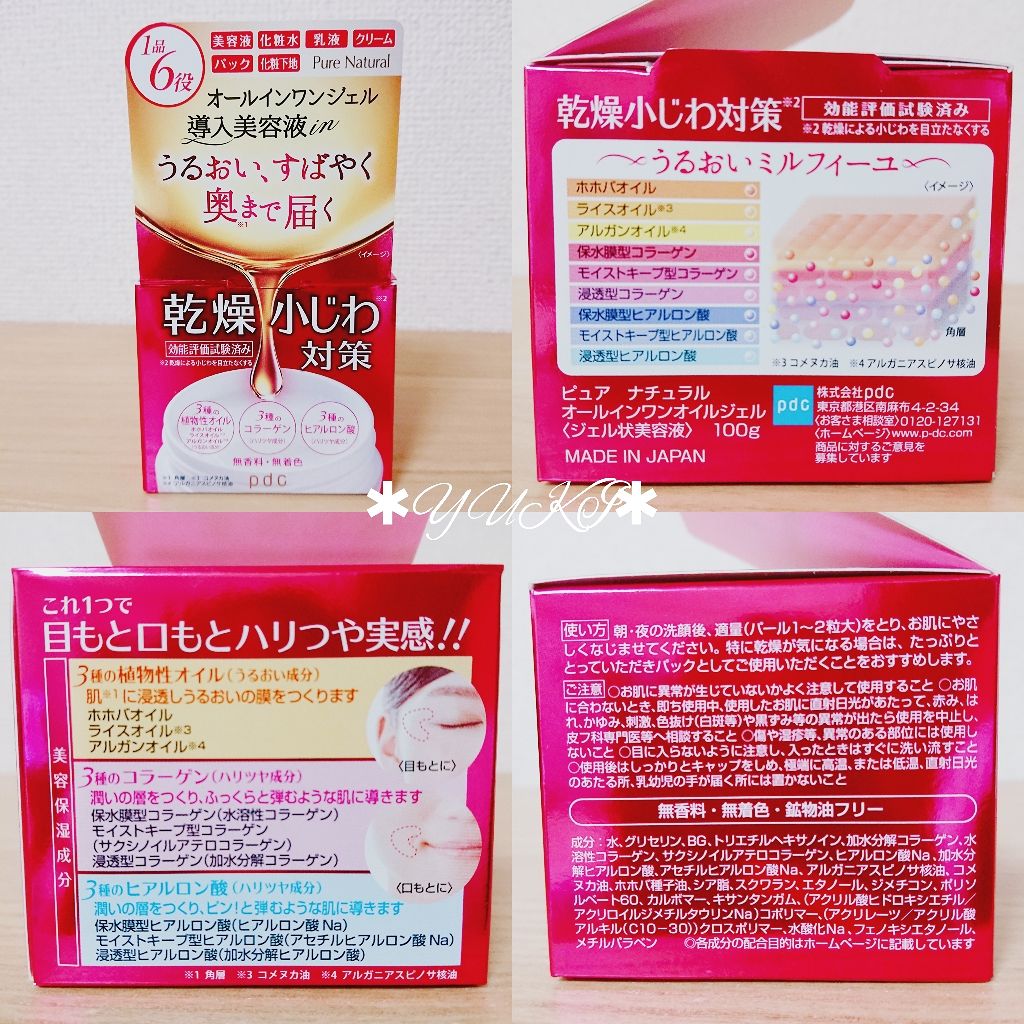 1品
6役
美容液 化粧水 乳液 クリーム
パック 化粧下地 Pure Natural
オールインワンジェル
導入美容液in
うるおい、すばやく
奥まで届く
※1
〈イメージ〉
乾燥小じわ※2
効能評価試験済み 対策
※2 乾燥による小じわを目立たなくする
3種の
植物性オイル
ホホバオイル
ライスオイル※3
アルガンオイル※4
(うるおい成分)
3種の
コラーゲン
(ハリツヤ成分)
3種の
ヒアルロン酸
(ハリツヤ成分)
無香料・無着色
pdc
※1 角層 ※3 コメヌカ油
※4 アルガニアスピノサ核油
乾燥小じわ対策※2 効能評価試験済み
※2 乾燥による小じわを目立たなくする
うるおいミルフィーユ
〈イメージ〉
ホホバオイル
ライスオイル※3
アルガンオイル※4
保水膜型コラーゲン
モイストキープ型コラーゲン
浸透型コラーゲン
保水膜型ヒアルロン酸
モイストキープ型ヒアルロン酸
浸透型ヒアルロン酸
角層
※3 コメヌカ油 ※4 アルガニアスピノサ核油
ピュア ナチュラル
オールインワンオイルジェル
〈ジェル状美容液〉 100g
MADE IN JAPAN
pdc
株式会社pdc
東京都港区南麻布4-2-34
〈お客さま相談室〉0120-127131
〈ホームページ〉www.p-dc.com
商品に対するご意見を
募集しています
✱YUKI✱
これ1つで
目もと口もとハリつや実感!!
美容保湿成分
3種の植物性オイル(うるおい成分)
肌※1に浸透しうるおいの膜をつくります
ホホバオイル
ライスオイル※3
アルガンオイル※4
〈目もとに〉
3種のコラーゲン(ハリツヤ成分)
潤いの層をつくり、ふっくらと弾むような肌に導きます
保水膜型コラーゲン(水溶性コラーゲン)
モイストキープ型コラーゲン
(サクシノイルアテロコラーゲン)
浸透型コラーゲン(加水分解コラーゲン)
〈口もとに〉
3種のヒアルロン酸(ハリツヤ成分)
潤いの層をつくり、ピン!と弾むような肌に導きます
保水膜型ヒアルロン酸(ヒアルロン酸Na)
モイストキープ型ヒアルロン酸(アセチルヒアルロン酸Na)
浸透型ヒアルロン酸(加水分解ヒアルロン酸)
※1 角層 ※3 コメヌカ油 ※4 アルガニアスピノサ核油
使い方 朝・夜の洗顔後、適量(パール1〜2粒大)をとり、お肌にやさ
しくなじませてください。特に乾燥が気になる場合は、たっぷりと
とっていただきパックとしてご使用いただくことをおすすめします。
ご注意 ○お肌に異常が生じていないかよく注意して使用すること ○お肌
に合わないとき、即ち使用中、使用したお肌に直射日光があたって、赤み、は
れ、かゆみ、刺激、色抜け(白斑等)や黒ずみ等の異常が出たら使用を中止し、
皮フ科専門医等へ相談すること ○傷や湿疹等、異常のある部位には使用し
ないこと ○目に入らないように注意し、入ったときはすぐに洗い流すこと
○使用後はしっかりとキャップをしめ、極端に高温、または低温、直射日光
のあたる所、乳幼児の手が届く所には置かないこと
無香料・無着色・鉱物油フリー
成分:水、グリセリン、BG、トリエチルヘキサノイン、加水分解コラーゲン、水
溶性コラーゲン、サクシノイルアテロコラーゲン、ヒアルロン酸Na、加水分
解ヒアルロン酸、アセチルヒアルロン酸Na、アルガニアスピノサ核油、コメ
ヌカ油、ホホバ種子油、シア脂、スクワラン、エタノール、ジメチコン、ポリソ
ルベート60、カルボマー、キサンタンガム、(アクリル酸ヒドロキシエチル/
アクリロイルジメチルタウリンNa)コポリマー、(アクリレーツ/アクリル酸
アルキル(C10-30))クロスポリマー、水酸化Na、フェノキシエタノール、
メチルパラベン ◎各成分の配合目的はホームページに記載しています